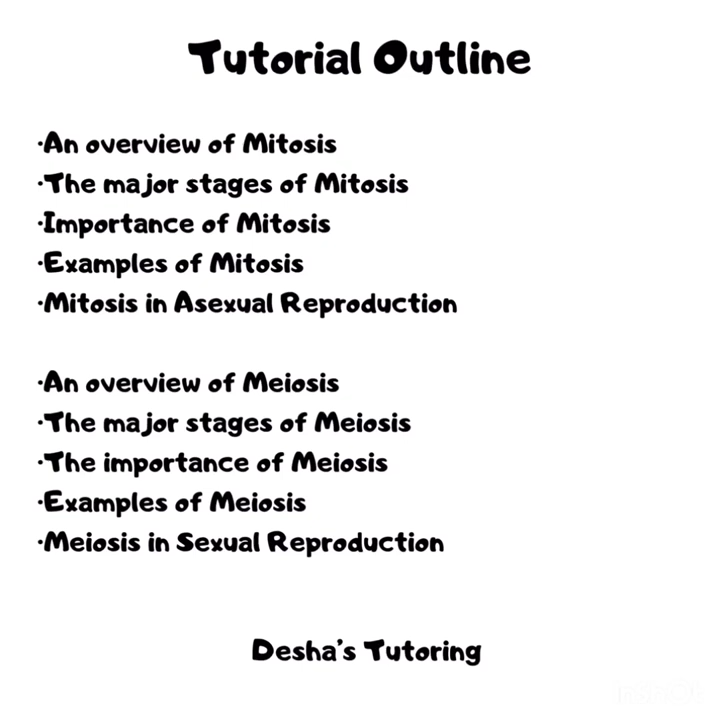 Tutorial Outline
·An overview of Mitosis
·The major stages of Mitosis
·Importance of Mitosis
·Examples of Mitosis
·Mitosis in Asexual Reproduction
·An overview of Meiosis
·The major stages of Meiosis
·The importance of Meiosis
·Examples of Meiosis
·Meiosis in Sexual Reproduction
Desha's Tutoring